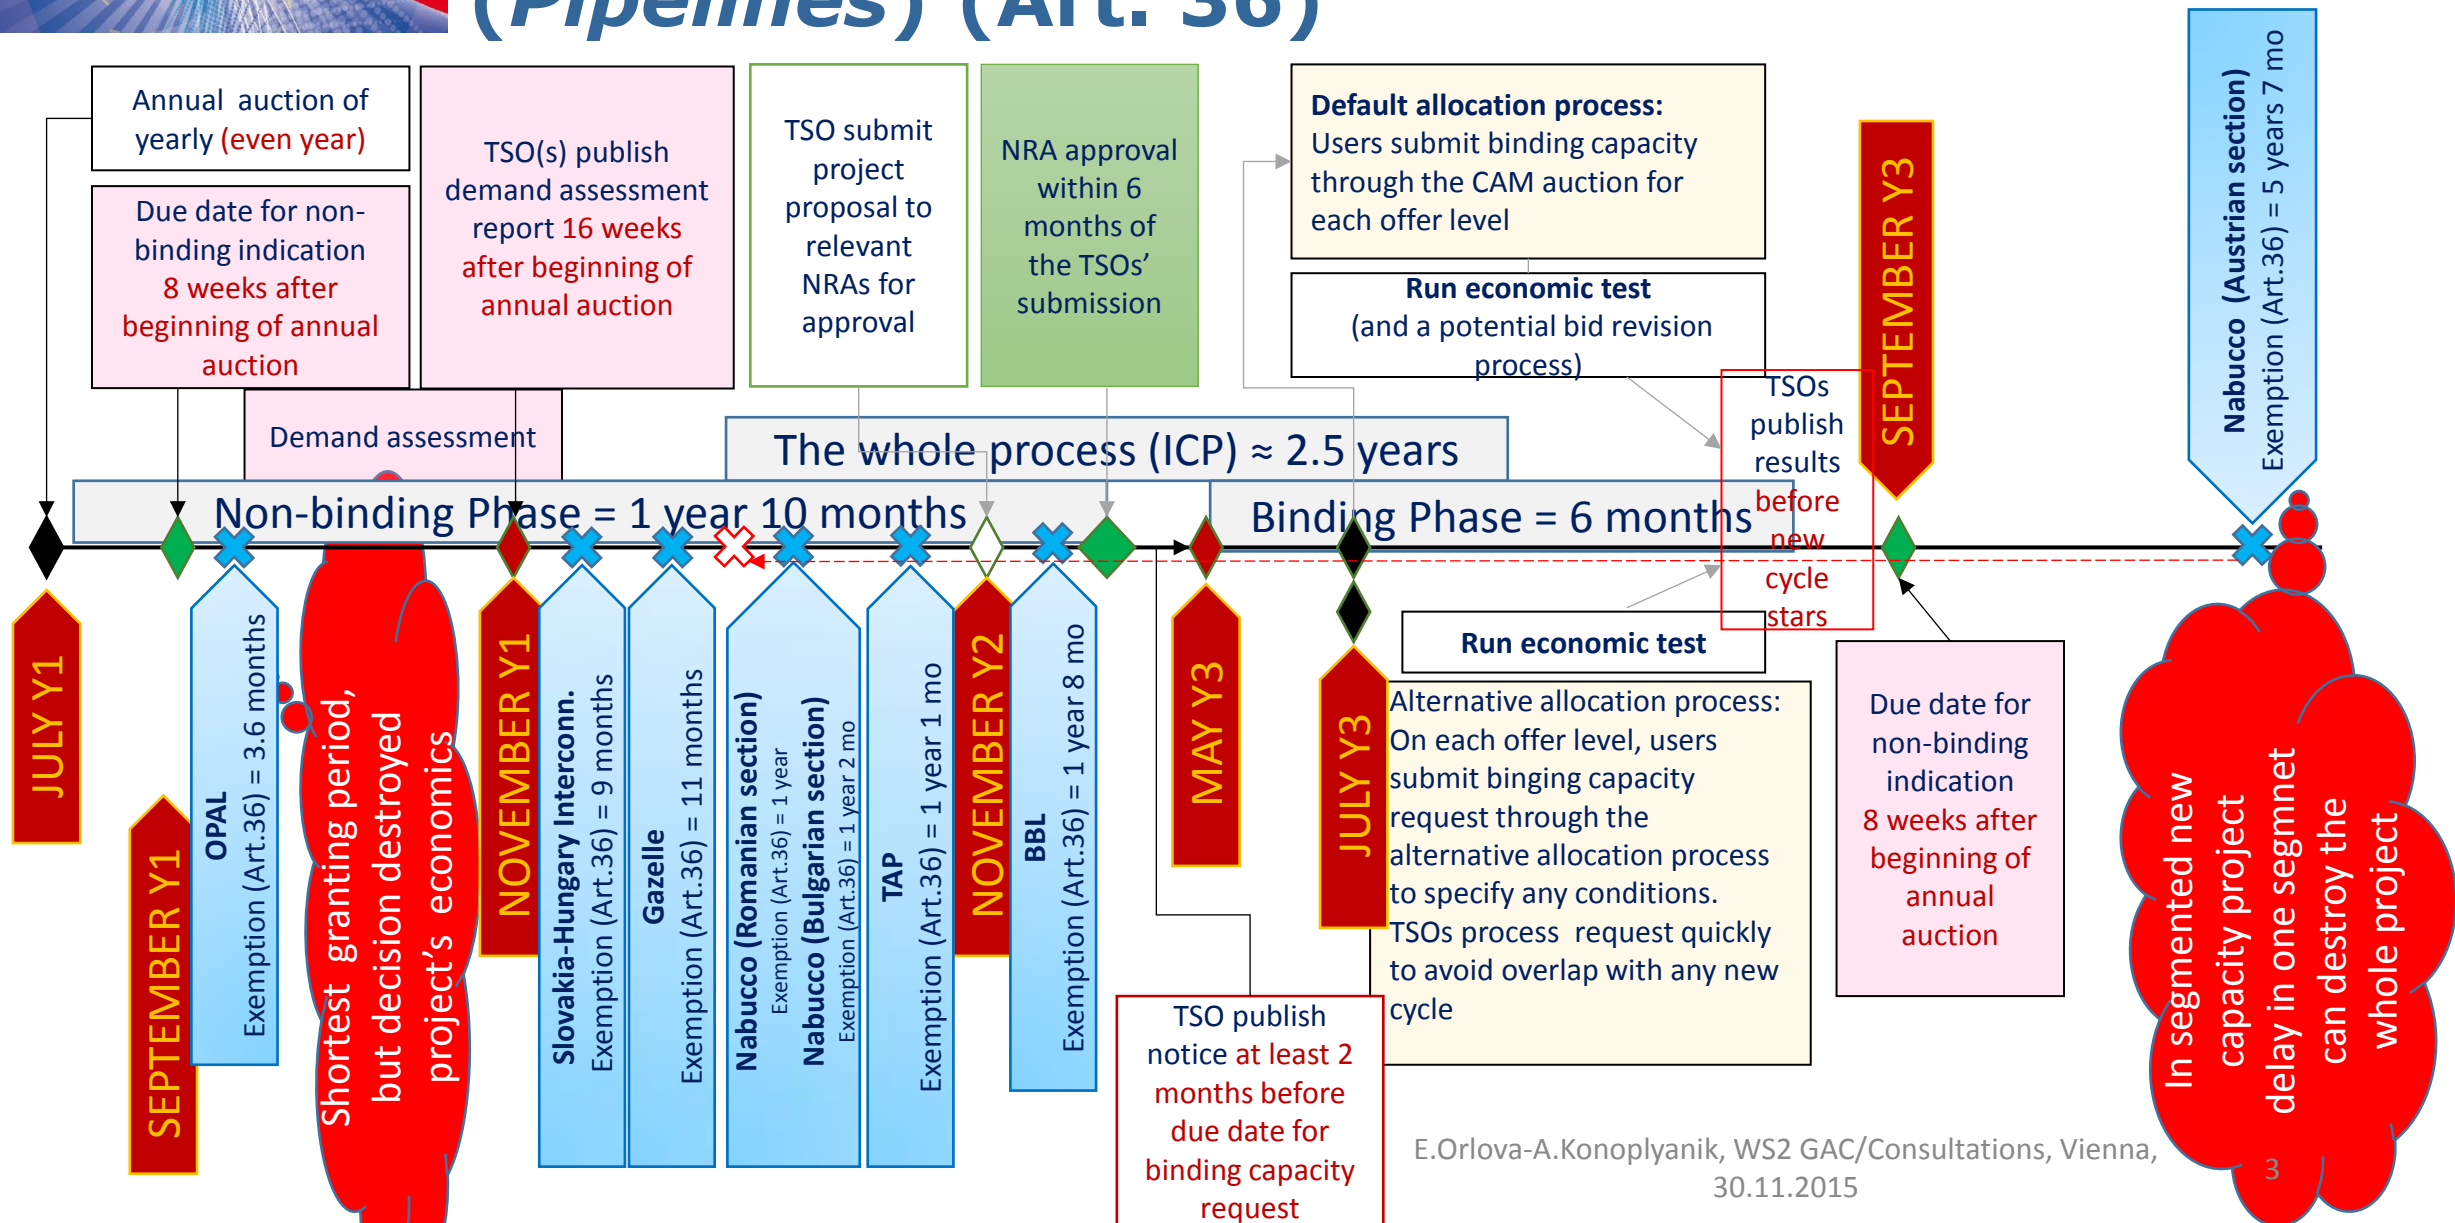 (Pipelines) (Art. 36)
Annual auction of
yearly (even year)
Due date for non-
binding indication
8 weeks after
beginning of annual
auction
TSO(s) publish
demand assessment
report 16 weeks
after beginning of
annual auction
TSO submit
project
proposal to
relevant
NRAs for
approval
NRA approval
within 6
months of
the TSOs’
submission
Default allocation process:
Users submit binding capacity
through the CAM auction for
each offer level
Run economic test
(and a potential bid revision
process)
TSOs
publish
results
before
new
cycle
stars
SEPTEMBER Y3
Nabucco (Austrian section)
Exemption (Art.36) = 5 years 7 mo
Demand assessment
The whole process (ICP) ≈ 2.5 years
Non-binding Phase = 1 year 10 months
Binding Phase = 6 months
JULY Y1
SEPTEMBER Y1
OPAL
Exemption (Art.36) = 3.6 months
Shortest granting period,
but decision destroyed
project’s economics
NOVEMBER Y1
Slovakia-Hungary Interconn.
Exemption (Art.36) = 9 months
Gazelle
Exemption (Art.36) = 11 months
Nabucco (Romanian section)
Exemption (Art.36) = 1 year
Nabucco (Bulgarian section)
Exemption (Art.36) = 1 year 2 mo
TAP
Exemption (Art.36) = 1 year 1 mo
NOVEMBER Y2
BBL
Exemption (Art.36) = 1 year 8 mo
MAY Y3
TSO publish
notice at least 2
months before
due date for
binding capacity
request
JULY Y3
Run economic test
Alternative allocation process:
On each offer level, users
submit binging capacity
request through the
alternative allocation process
to specify any conditions.
TSOs process request quickly
to avoid overlap with any new
cycle
Due date for
non-binding
indication
8 weeks after
beginning of
annual
auction
In segmented new
capacity project
delay in one segmnet
can destroy the
whole project
E.Orlova-A.Konoplyanik, WS2 GAC/Consultations, Vienna,
30.11.2015
3